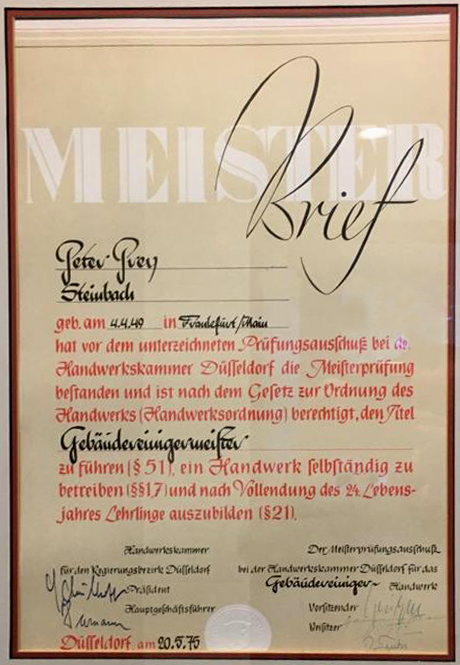 MEISTER
Brief
Peter Prey
Steinbach
geb. am 4.4.49 in Frankfurt/Main
hat vor dem unterzeichneten Prüfungsausschuß bei der
Handwerkskammer Düsseldorf die Meisterprüfung
bestanden und ist nach dem Gesetz zur Ordnung des
Handwerks (Handwerksordnung) berechtigt, den Titel
Gebäudereinigermeister
zu führen (§ 51), ein Handwerk selbständig zu
betreiben (§§1,7) und nach Vollendung des 24. Lebens-
jahres Lehrlinge auszubilden (§21).
Handwerkskammer
für den Regierungsbezirk Düsseldorf
Präsident
Hauptgeschäftsführer
Düsseldorf, am 20.5.75
Der Meisterprüfungsausschuß
bei der Handwerkskammer Düsseldorf für das
Gebäudereiniger- Handwerk
Vorsitzender
Beisitzer